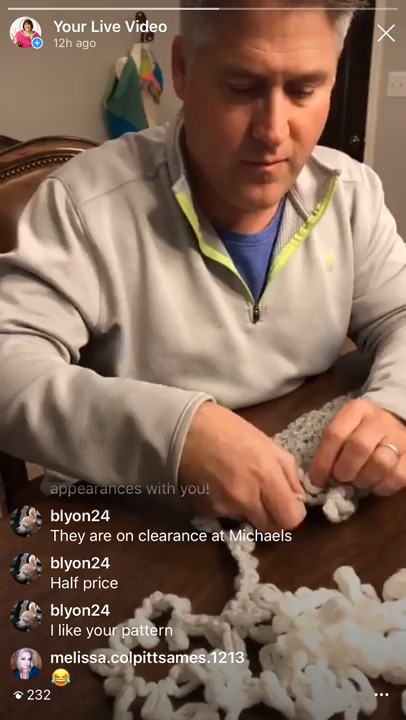 Your Live Video
12h ago
appearances with you!
blyon24
They are on clearance at Michaels
blyon24
Half price
blyon24
I like your pattern
melissa.colpittsames.1213
😂
232